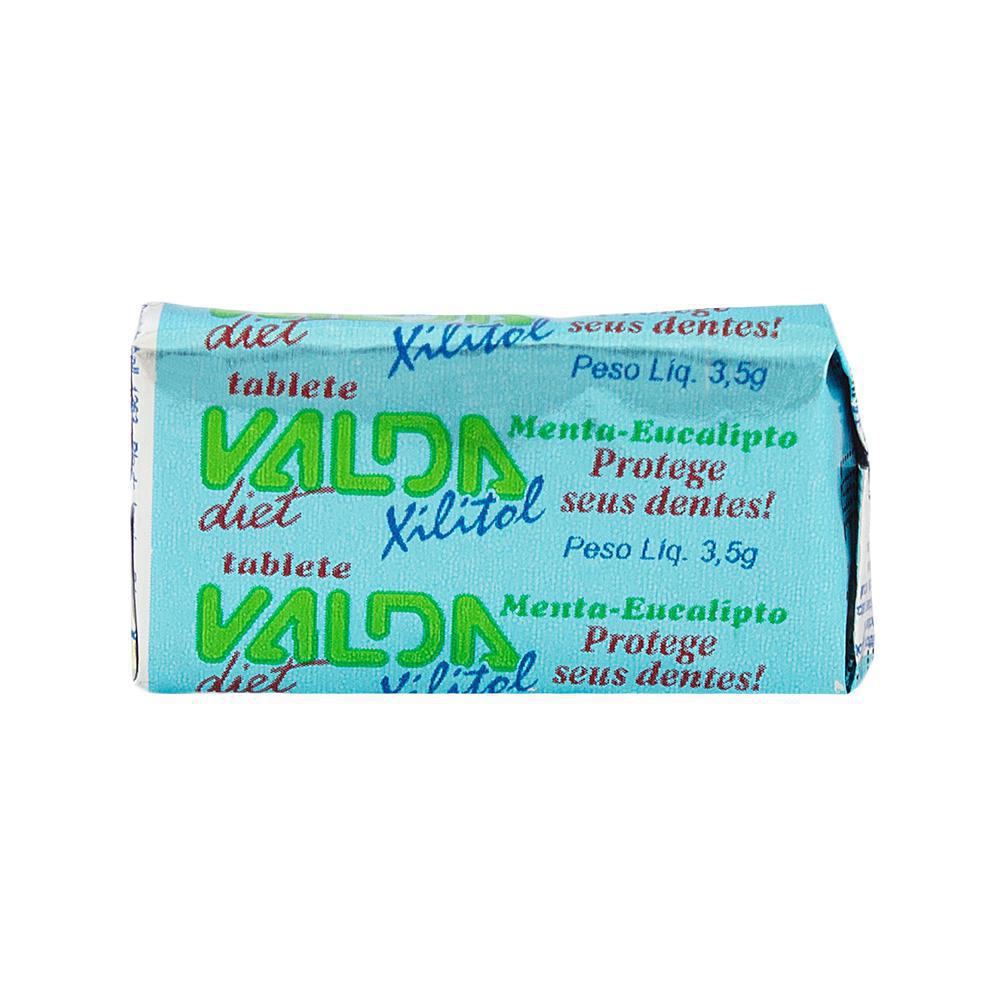 diet Xilitol seus dentes!
Peso Líq. 3,5g
tablete
VALDA Menta-Eucalipto
Protege
diet Xilitol seus dentes!
Peso Líq. 3,5g
tablete
VALDA Menta-Eucalipto
Protege
diet Xilitol seus dentes!